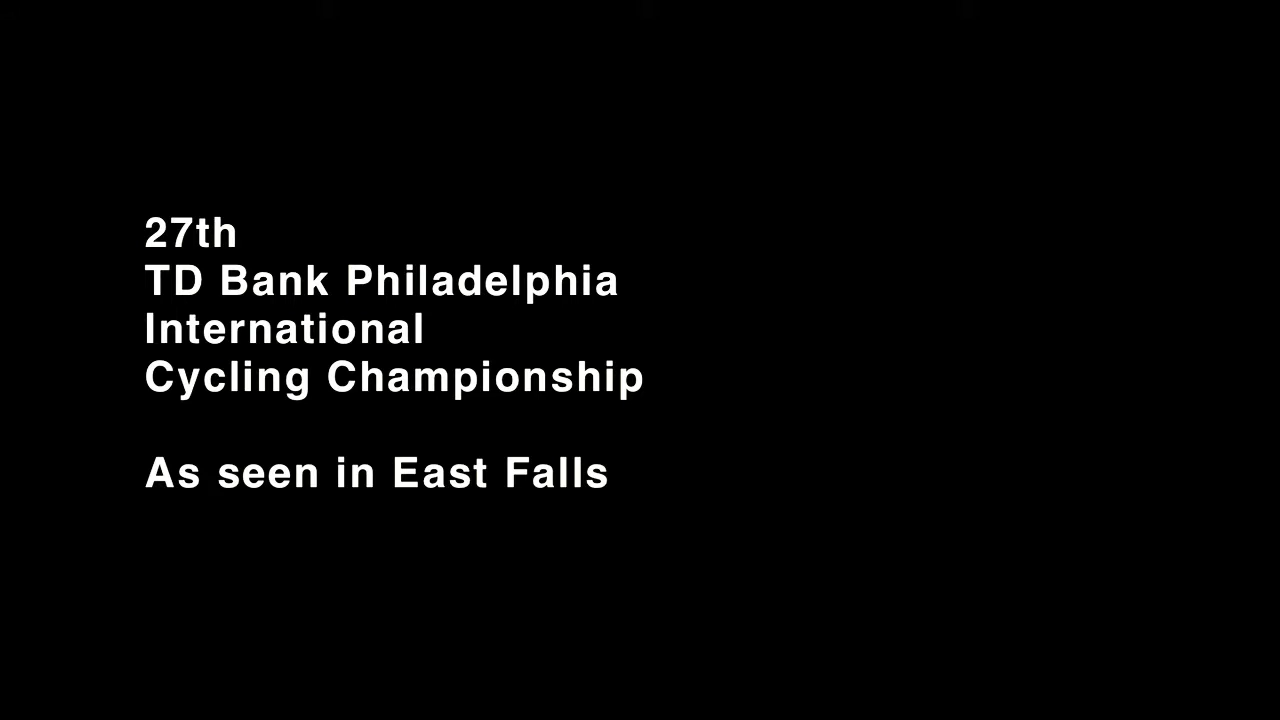 27th
TD Bank Philadelphia
International
Cycling Championship
As seen in East Falls